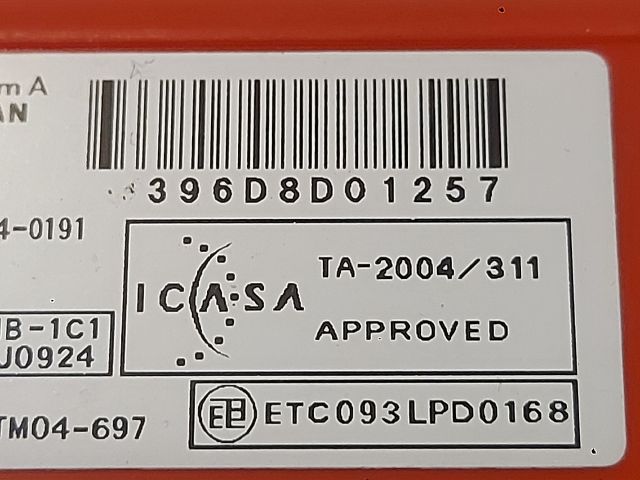 m A
AN
396D8D01257
4-0191
ICASA
TA-2004/311
APPROVED
B-1C1
J0924
ETC093LPD0168
TM04-697